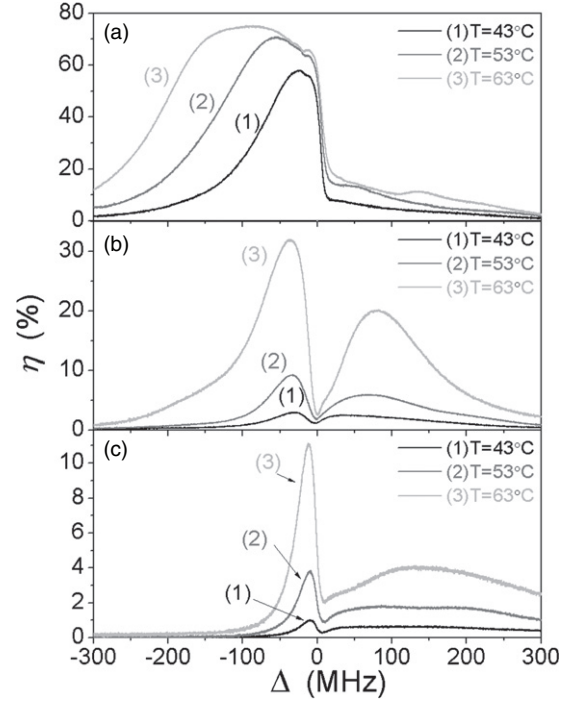 (a)
(1)T=43°C
(2)T=53°C
(3)T=63°C
(3)
(2)
(1)
80
60
40
20
0
(b)
(1)T=43°C
(2)T=53°C
(3)T=63°C
(3)
(2)
(1)
30
20
10
0
η (%)
(c)
(1)T=43°C
(2)T=53°C
(3)T=63°C
(3)
(2)
(1)
10
8
6
4
2
0
-300 -200 -100 0 100 200 300
Δ (MHz)